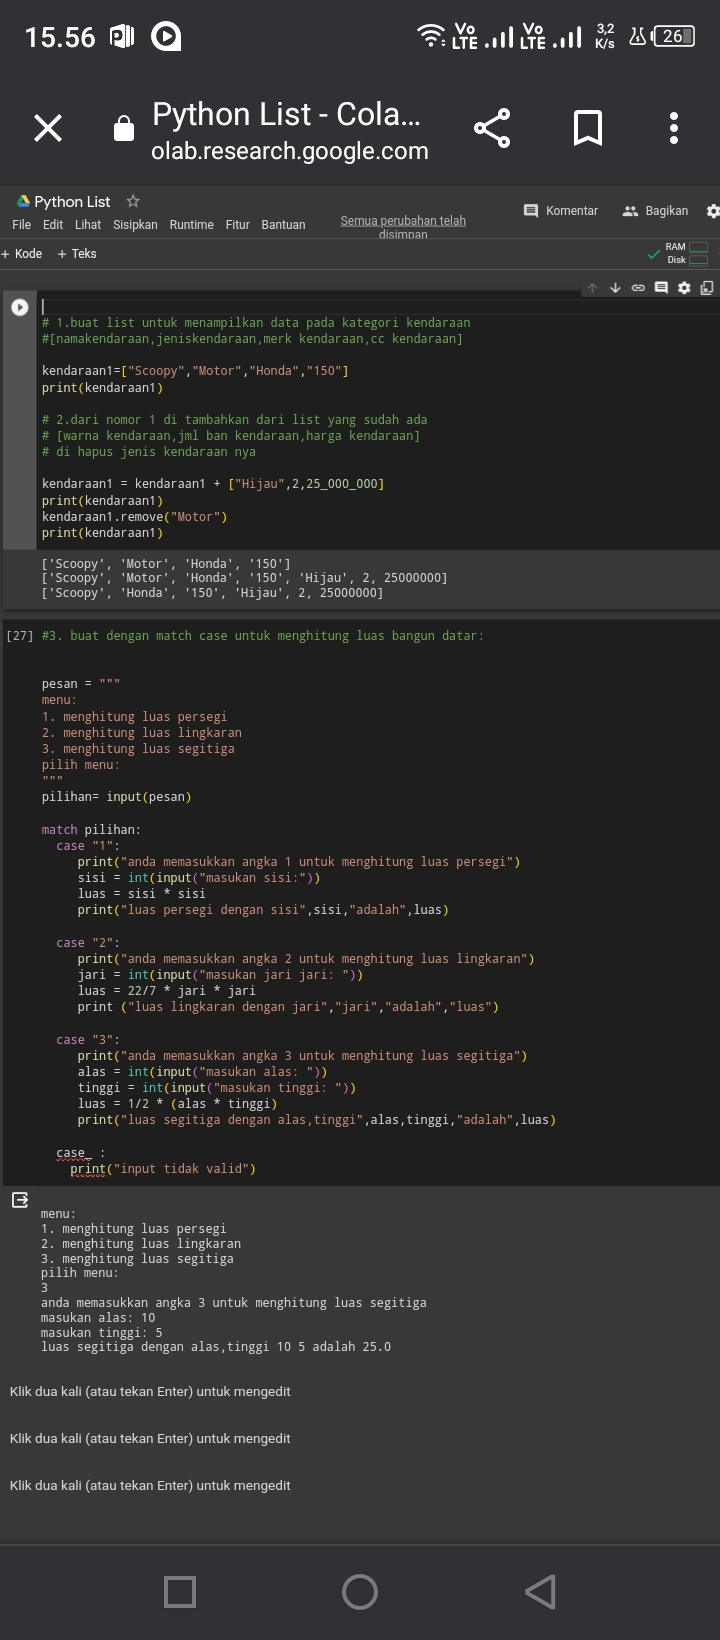 15.56 Vo LTE Vo LTE 3,2 K/s 26
Python List - Cola...
olab.research.google.com
Python List
File Edit Lihat Sisipkan Runtime Fitur Bantuan Semua perubahan telah disimpan
Komentar Bagikan
+ Kode + Teks
RAM
Disk
# 1.buat list untuk menampilkan data pada kategori kendaraan
#[namakendaraan,jeniskendaraan,merk kendaraan,cc kendaraan]
kendaraan1=["Scoopy","Motor","Honda","150"]
print(kendaraan1)
# 2.dari nomor 1 di tambahkan dari list yang sudah ada
# [warna kendaraan,jml ban kendaraan,harga kendaraan]
# di hapus jenis kendaraan nya
kendaraan1 = kendaraan1 + ["Hijau",2,25_000_000]
print(kendaraan1)
kendaraan1.remove("Motor")
print(kendaraan1)
['Scoopy', 'Motor', 'Honda', '150']
['Scoopy', 'Motor', 'Honda', '150', 'Hijau', 2, 25000000]
['Scoopy', 'Honda', '150', 'Hijau', 2, 25000000]
[27] #3. buat dengan match case untuk menghitung luas bangun datar:
pesan = """
menu:
1. menghitung luas persegi
2. menghitung luas lingkaran
3. menghitung luas segitiga
pilih menu:
"""
pilihan= input(pesan)
match pilihan:
case "1":
print("anda memasukkan angka 1 untuk menghitung luas persegi")
sisi = int(input("masukan sisi:"))
luas = sisi * sisi
print("luas persegi dengan sisi",sisi,"adalah",luas)
case "2":
print("anda memasukkan angka 2 untuk menghitung luas lingkaran")
jari = int(input("masukan jari jari: "))
luas = 22/7 * jari * jari
print ("luas lingkaran dengan jari","jari","adalah","luas")
case "3":
print("anda memasukkan angka 3 untuk menghitung luas segitiga")
alas = int(input("masukan alas: "))
tinggi = int(input("masukan tinggi: "))
luas = 1/2 * (alas * tinggi)
print("luas segitiga dengan alas,tinggi",alas,tinggi,"adalah",luas)
case_ :
print("input tidak valid")
menu:
1. menghitung luas persegi
2. menghitung luas lingkaran
3. menghitung luas segitiga
pilih menu:
3
anda memasukkan angka 3 untuk menghitung luas segitiga
masukan alas: 10
masukan tinggi: 5
luas segitiga dengan alas,tinggi 10 5 adalah 25.0
Klik dua kali (atau tekan Enter) untuk mengedit
Klik dua kali (atau tekan Enter) untuk mengedit
Klik dua kali (atau tekan Enter) untuk mengedit